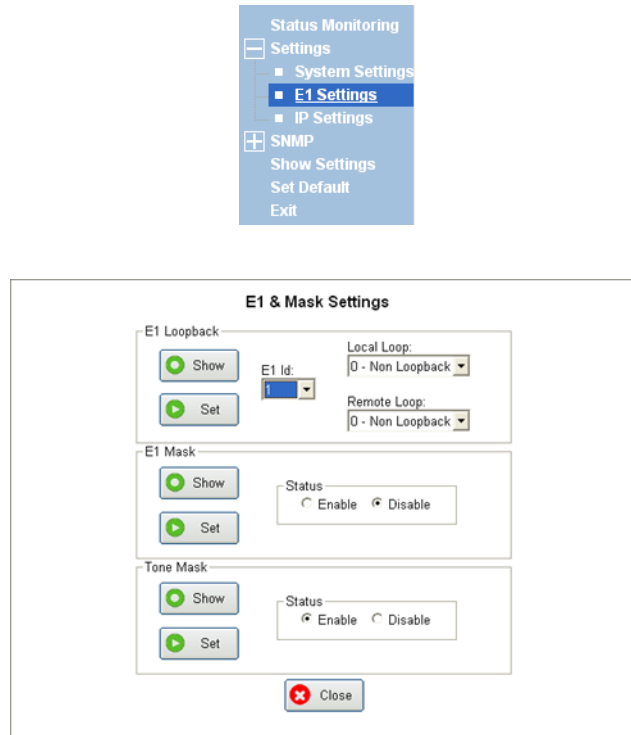 Status Monitoring
Settings
System Settings
E1 Settings
IP Settings
SNMP
Show Settings
Set Default
Exit
E1 & Mask Settings
E1 Loopback
Show
Set
E1 Id:
1
Local Loop:
0 - Non Loopback
Remote Loop:
0 - Non Loopback
E1 Mask
Show
Set
Status
Enable Disable
Tone Mask
Show
Set
Status
Enable Disable
Close